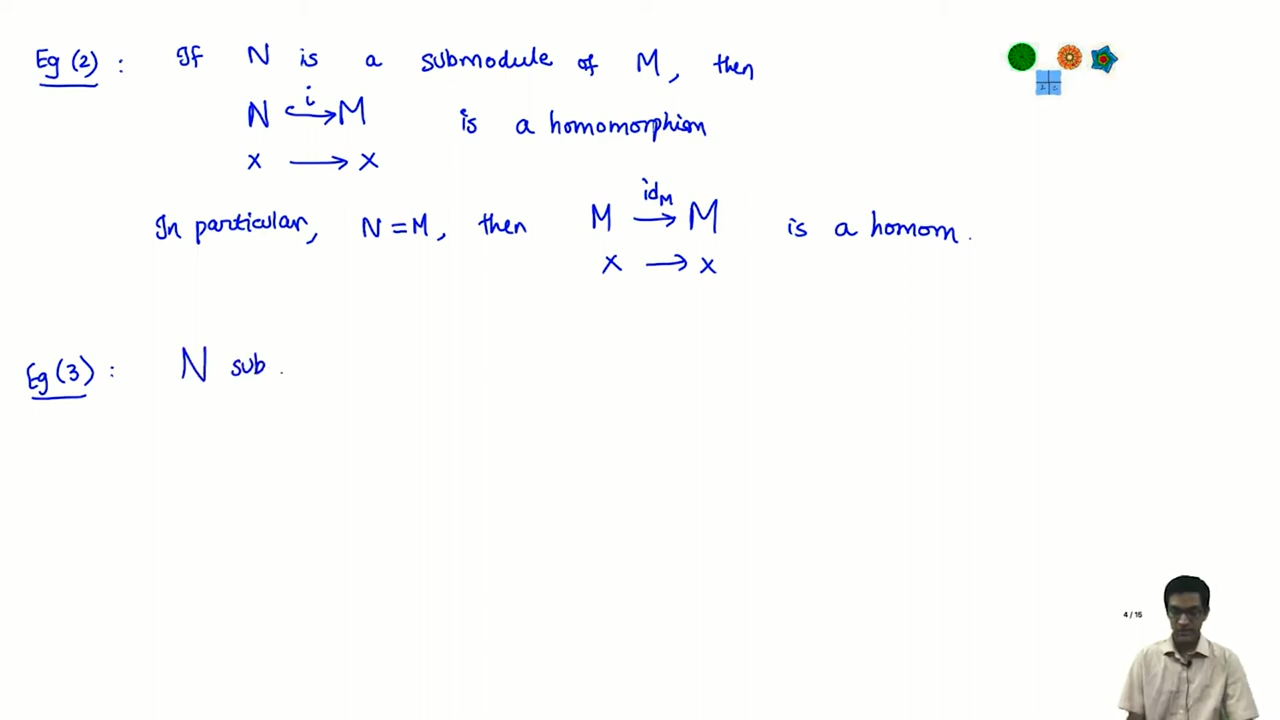 Eg (2) : If N is a submodule of M, then
i
N ↪ M is a homomorphism
x ⟶ x
id_M
In particular, N = M, then M ⟶ M is a homom.
x ⟶ x
Eg (3) : N sub.
4 / 15